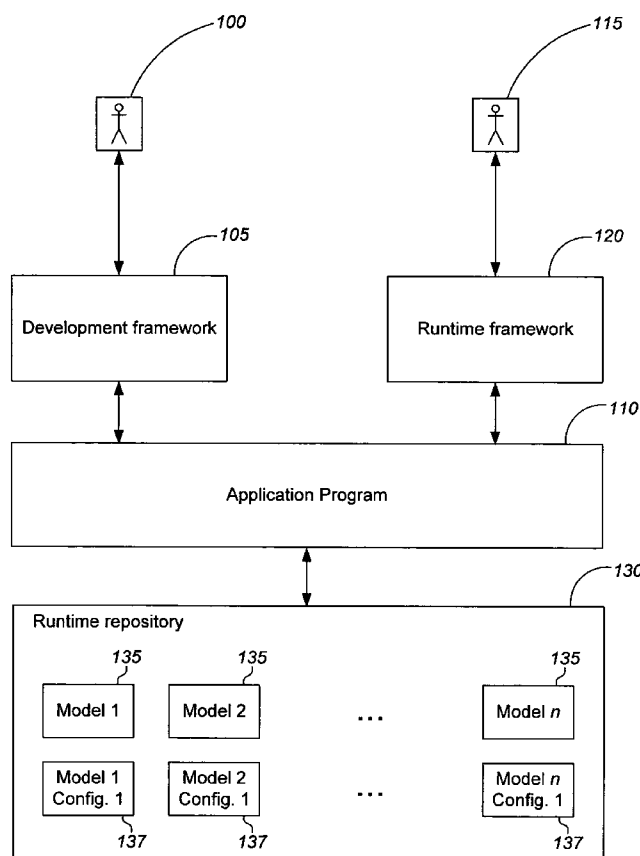 100
115
105
120
Development framework
Runtime framework
110
Application Program
130
Runtime repository
135
135
135
Model 1
Model 2
...
Model n
Model 1
Config. 1
Model 2
Config. 1
...
Model n
Config. 1
137
137
137